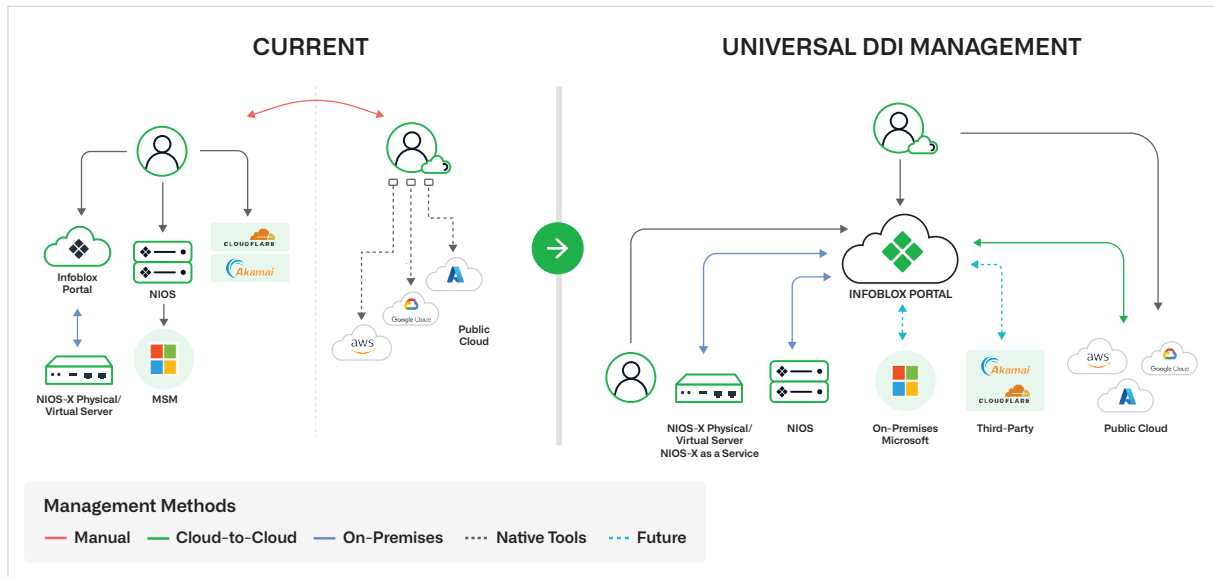 CURRENT
CLOUDFLARE
Akamai
Infoblox
Portal
NIOS
NIOS-X Physical/
Virtual Server
MSM
aws
Google Cloud
Public
Cloud
UNIVERSAL DDI MANAGEMENT
INFOBLOX PORTAL
NIOS-X Physical/
Virtual Server
NIOS-X as a Service
NIOS
On-Premises
Microsoft
Akamai
CLOUDFLARE
Third-Party
aws
Google Cloud
Public Cloud
Management Methods
Manual
Cloud-to-Cloud
On-Premises
Native Tools
Future